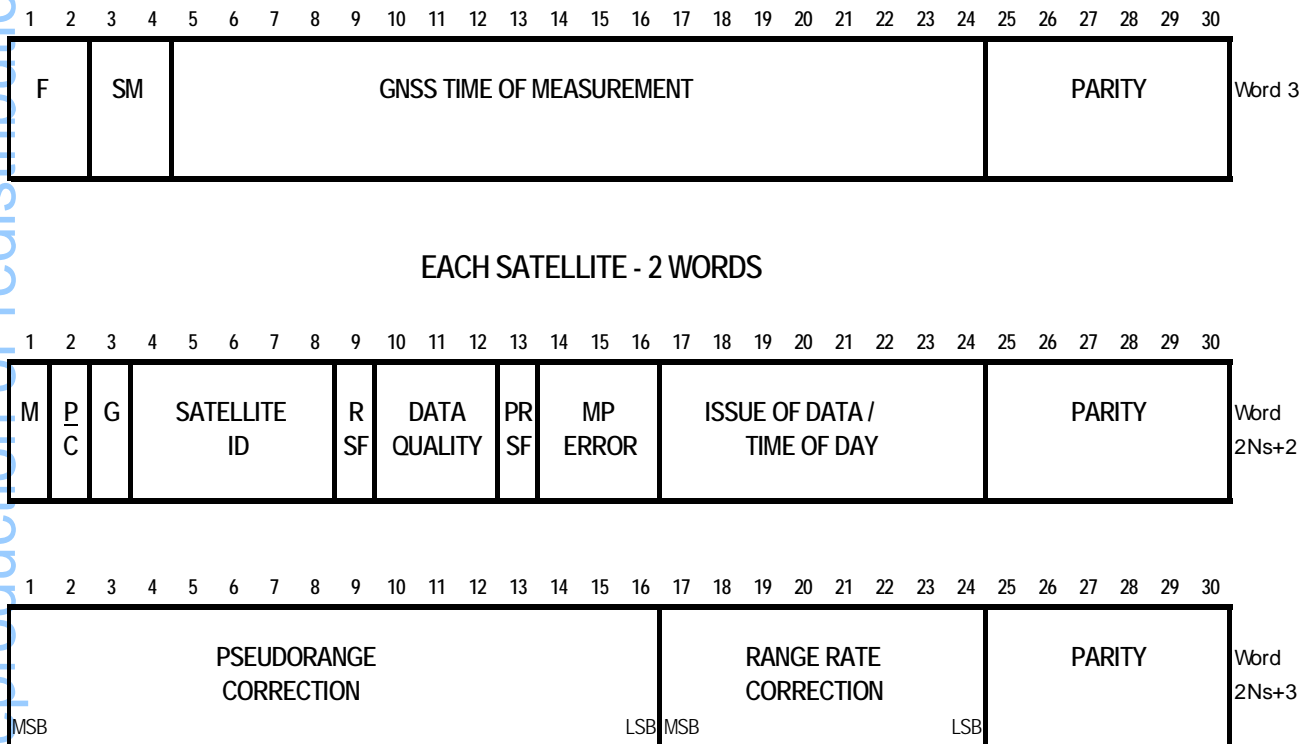 1 2 3 4 5 6 7 8 9 10 11 12 13 14 15 16 17 18 19 20 21 22 23 24 25 26 27 28 29 30
F SM GNSS TIME OF MEASUREMENT PARITY Word 3
EACH SATELLITE - 2 WORDS
1 2 3 4 5 6 7 8 9 10 11 12 13 14 15 16 17 18 19 20 21 22 23 24 25 26 27 28 29 30
M P G SATELLITE R DATA PR MP ISSUE OF DATA / PARITY Word
C ID SF QUALITY SF ERROR TIME OF DAY 2Ns+2
1 2 3 4 5 6 7 8 9 10 11 12 13 14 15 16 17 18 19 20 21 22 23 24 25 26 27 28 29 30
PSEUDORANGE RANGE RATE PARITY Word
CORRECTION CORRECTION 2Ns+3
MSB LSB MSB LSB